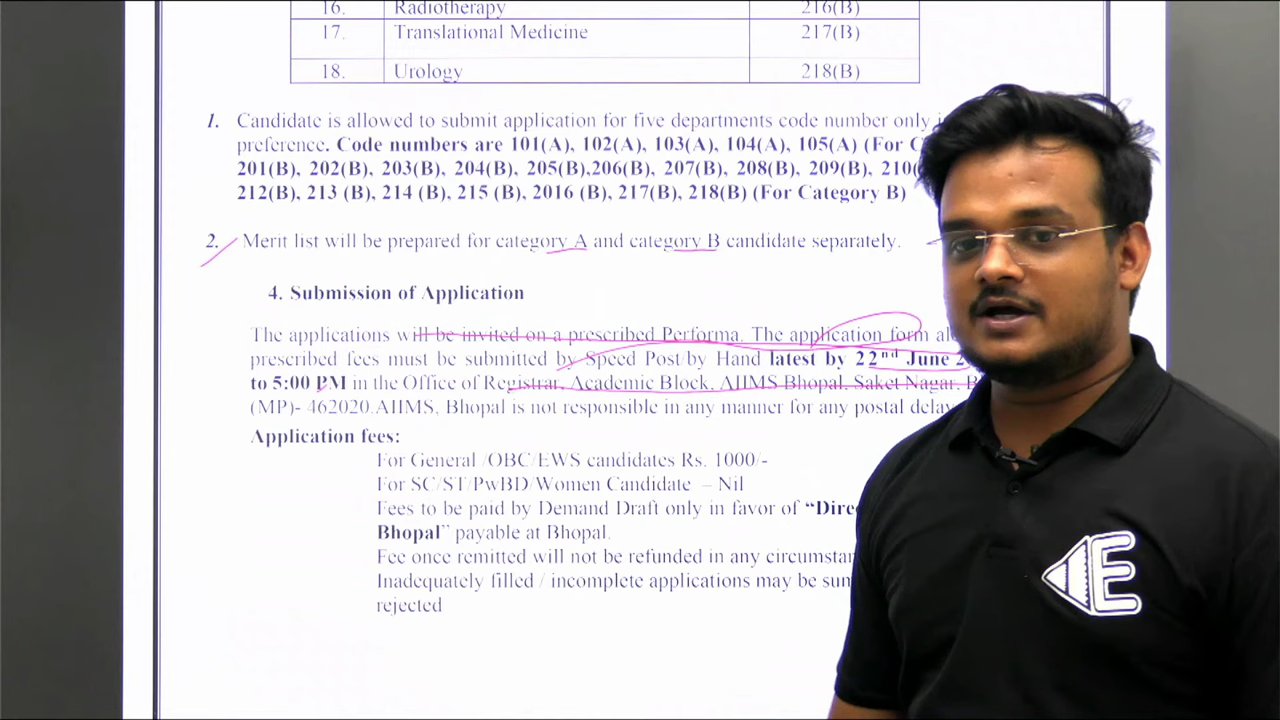 16. Radiotherapy 216(B)
17. Translational Medicine 217(B)
18. Urology 218(B)
1. Candidate is allowed to submit application for five departments code number only
preference. Code numbers are 101(A), 102(A), 103(A), 104(A), 105(A) (For
201(B), 202(B), 203(B), 204(B), 205(B),206(B), 207(B), 208(B), 209(B),
212(B), 213 (B), 214 (B), 215 (B), 2016 (B), 217(B), 218(B) (For Category B)
2. Merit list will be prepared for category A and category B candidate separately.
4. Submission of Application
The applications will be invited on a prescribed Performa. The application form
prescribed fees must be submitted by Speed Post/by Hand latest by 22nd June
to 5:00 PM in the Office of Registrar, Academic Block, AIIMS Bhopal, Saket Nagar,
(MP)- 462020.AIIMS, Bhopal is not responsible in any manner for any postal
Application fees:
For General /OBC/EWS candidates Rs. 1000/-
For SC/ST/PwBD/Women Candidate – Nil
Fees to be paid by Demand Draft only in favor of
Bhopal” payable at Bhopal.
Fee once remitted will not be refunded in any
Inadequately filled / incomplete applications may be
rejected
E